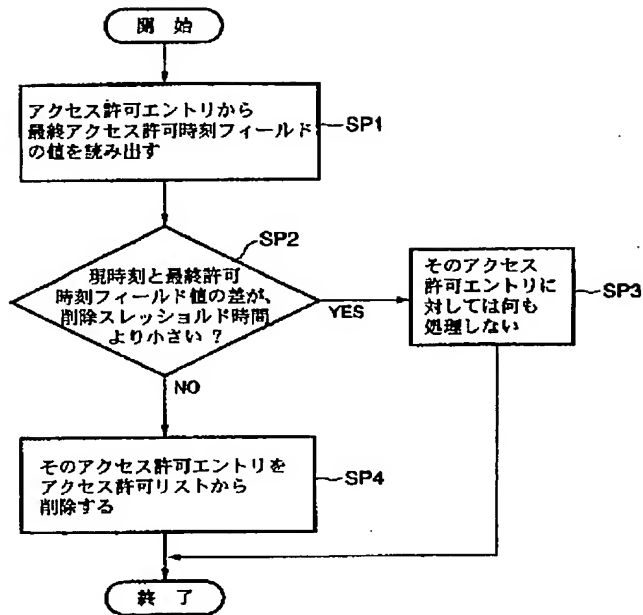 開 始
アクセス許可エントリから
最終アクセス許可時刻フィールド
の値を読み出す
SP1
SP2
現時刻と最終許可
時刻フィールド値の差が、
削除スレッショルド時間
より小さい ?
YES
そのアクセス
許可エントリに
対しては何も
処理しない
SP3
NO
そのアクセス許可エントリを
アクセス許可リストから
削除する
SP4
終 了